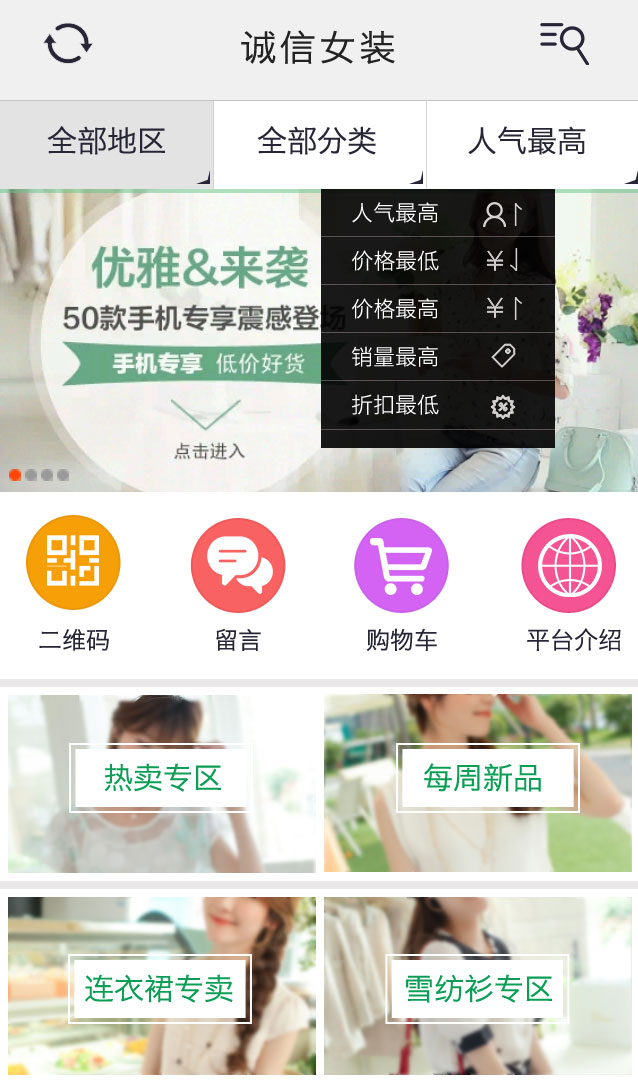 诚信女装
全部地区
全部分类
人气最高
优雅&来袭
50款手机专享震感登场
手机专享 低价好货
点击进入
人气最高
价格最低 ¥
价格最高 ¥
销量最高
折扣最低 %
二维码
留言
购物车
平台介绍
热卖专区
每周新品
连衣裙专卖
雪纺衫专区